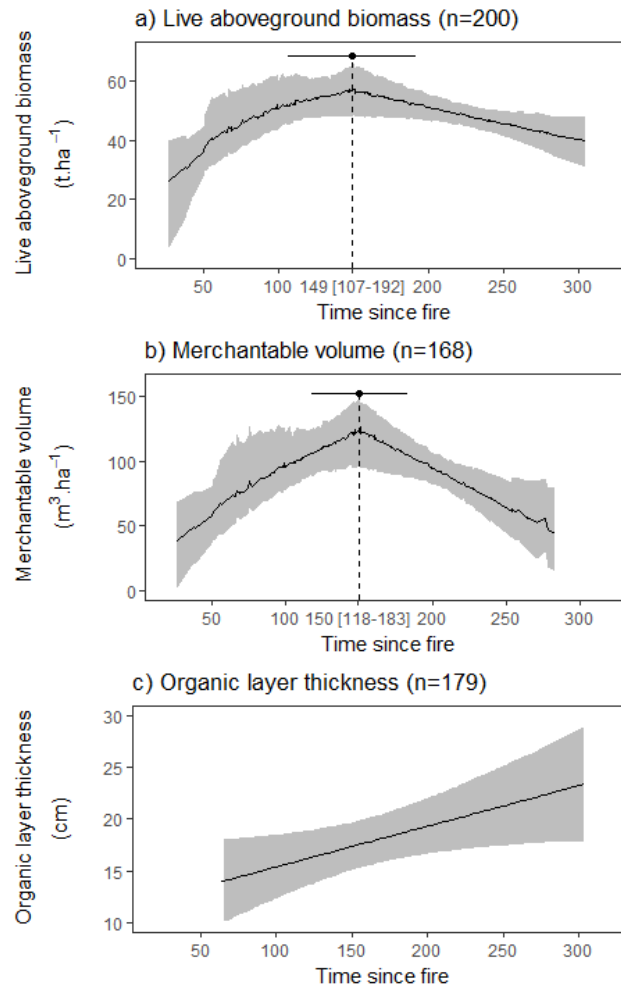 a) Live aboveground biomass (n=200)
Live aboveground biomass
(t.ha⁻¹)
60
40
20
0
50
100
149 [107-192]
200
250
300
Time since fire
b) Merchantable volume (n=168)
Merchantable volume
(m³.ha⁻¹)
150
100
50
0
50
100
150 [118-183]
200
250
300
Time since fire
c) Organic layer thickness (n=179)
Organic layer thickness
(cm)
30
25
20
15
10
50
100
150
200
250
300
Time since fire